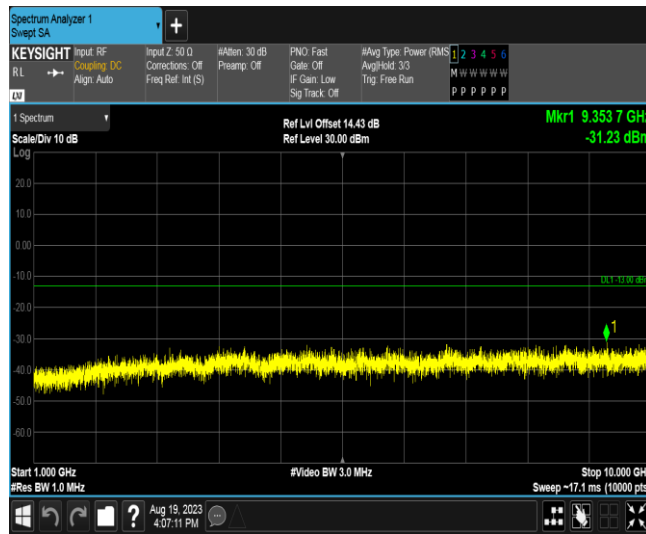 Spectrum Analyzer 1
Swept SA
+
KEYSIGHT
RL
LXI
Input: RF
Coupling: DC
Align: Auto
Input Z: 50 Ω
Corrections: Off
Freq Ref: Int (S)
#Atten: 30 dB
Preamp: Off
PNO: Fast
Gate: Off
IF Gain: Low
Sig Track: Off
#Avg Type: Power (RMS
Avg|Hold: 3/3
Trig: Free Run
1 2 3 4 5 6
M W W W W W
P P P P P P
1 Spectrum
Scale/Div 10 dB
Log
Ref Lvl Offset 14.43 dB
Ref Level 30.00 dBm
Mkr1 9.353 7 GHz
-31.23 dBm
20.0
10.0
0.00
-10.0
DL1 -13.00 dBm
-20.0
-30.0
1
-40.0
-50.0
-60.0
Start 1.000 GHz
#Res BW 1.0 MHz
#Video BW 3.0 MHz
Stop 10.000 GHz
Sweep ~17.1 ms (10000 pts)
?
Aug 19, 2023
4:07:11 PM